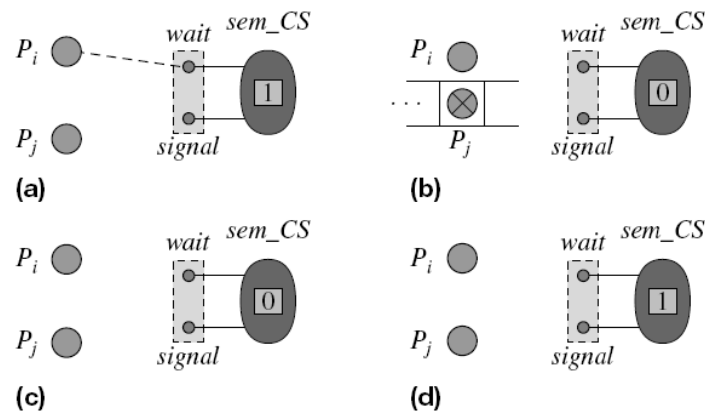 sem_CS
wait
P_i
1
P_j
signal
(a)
sem_CS
wait
P_i
0
. . .
P_j
signal
(b)
sem_CS
wait
P_i
0
P_j
signal
(c)
sem_CS
wait
P_i
1
P_j
signal
(d)